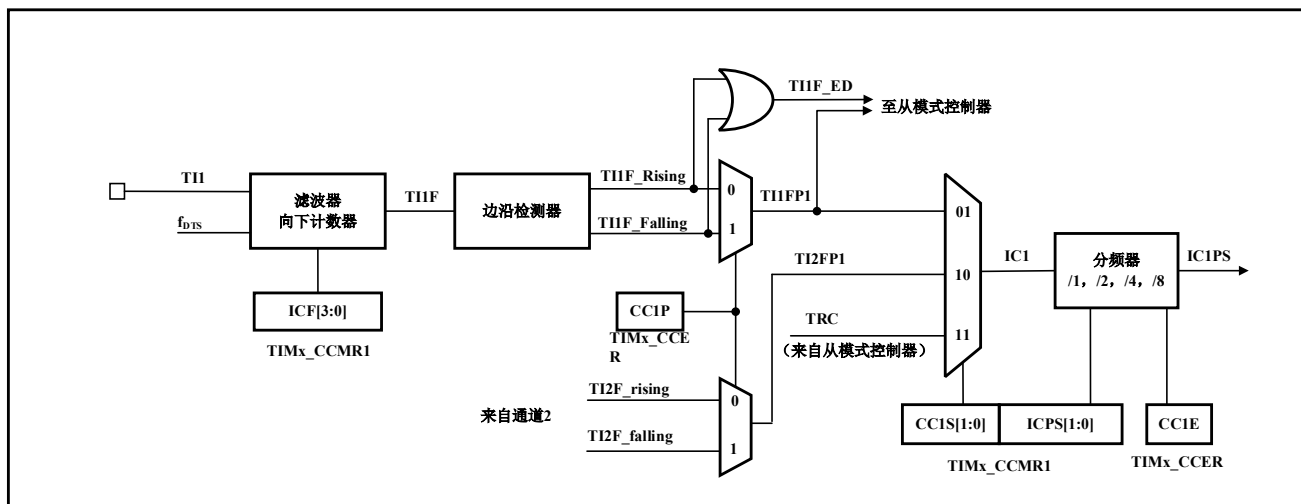 TI1F_ED
至从模式控制器
TI1
f_DTS
滤波器
向下计数器
TI1F
边沿检测器
TI1F_Rising
TI1F_Falling
0
1
TI1FP1
01
TI2FP1
10
TRC
（来自从模式控制器）
11
IC1
分频器
/1，/2，/4，/8
IC1PS
ICF[3:0]
TIMx_CCMR1
CC1P
TIMx_CCE
R
来自通道2
TI2F_rising
TI2F_falling
0
1
CC1S[1:0]
ICPS[1:0]
CC1E
TIMx_CCMR1
TIMx_CCER